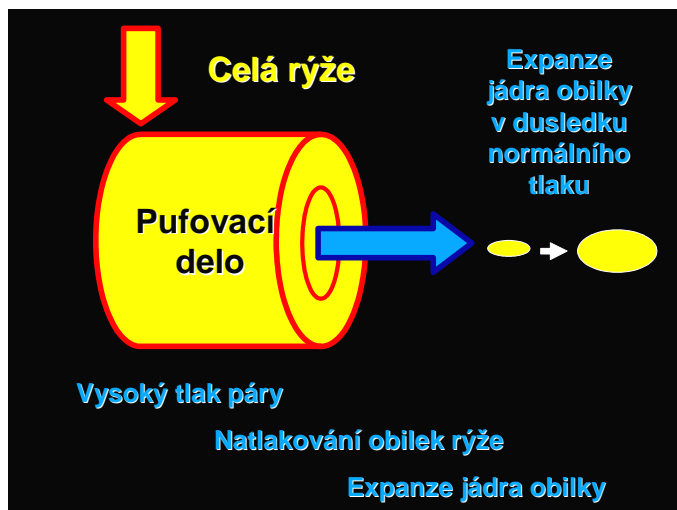 Celá rýže
Expanze
jádra obilky
v dusledku
normálního
tlaku
Pufovací
delo
Vysoký tlak páry
Natlakování obilek rýže
Expanze jádra obilky